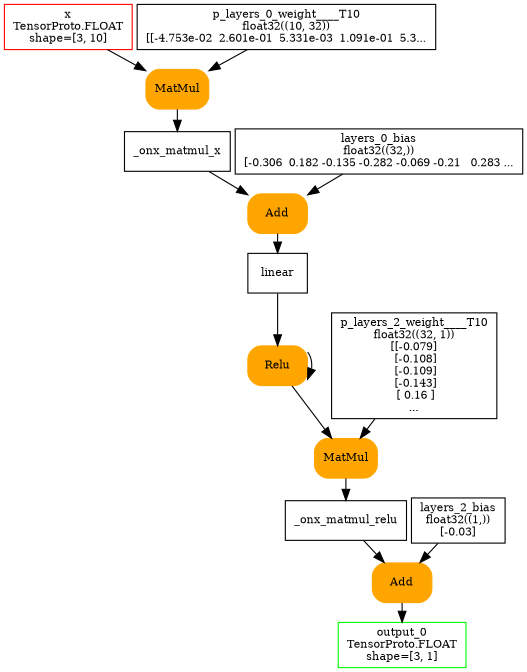 x
TensorProto.FLOAT
shape=[3, 10]
p_layers_0_weight____T10
float32((10, 32))
[[-4.753e-02  2.601e-01  5.331e-03  1.091e-01  5.3...
MatMul
_onx_matmul_x
layers_0_bias
float32((32,))
[-0.306  0.182 -0.135 -0.282 -0.069 -0.21   0.283 ...
Add
linear
Relu
p_layers_2_weight____T10
float32((32, 1))
[[-0.079]
[-0.108]
[-0.109]
[-0.143]
[ 0.16 ]
...
MatMul
_onx_matmul_relu
layers_2_bias
float32((1,))
[-0.03]
Add
output_0
TensorProto.FLOAT
shape=[3, 1]